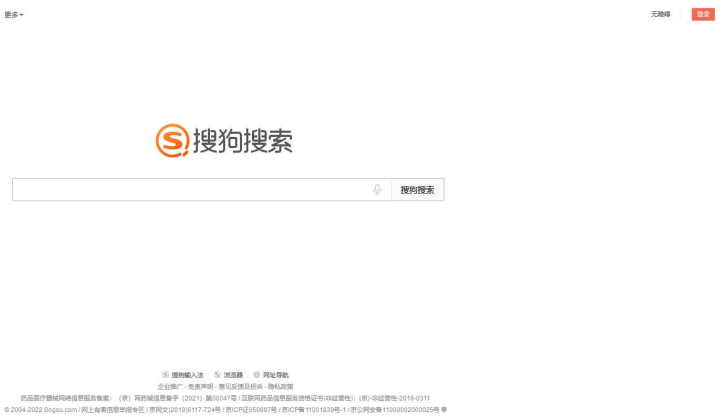 更多
无障碍 登录
搜狗搜索
搜狗搜索
搜狗输入法 浏览器 网址导航
企业推广 - 免责声明 - 意见反馈及投诉 - 隐私政策
药品医疗器械网络信息服务备案: (京) 网药械信息备字 (2021) 第00047号 / 互联网药品信息服务资格证书(非经营性): (京)-非经营性-2018-0311
© 2004-2022 Sogou.com / 网上有害信息举报专区 / 京网文(2019)6117-724号 / 京ICP证050897号 / 京ICP备11001839号-1 / 京公网安备11000002000025号